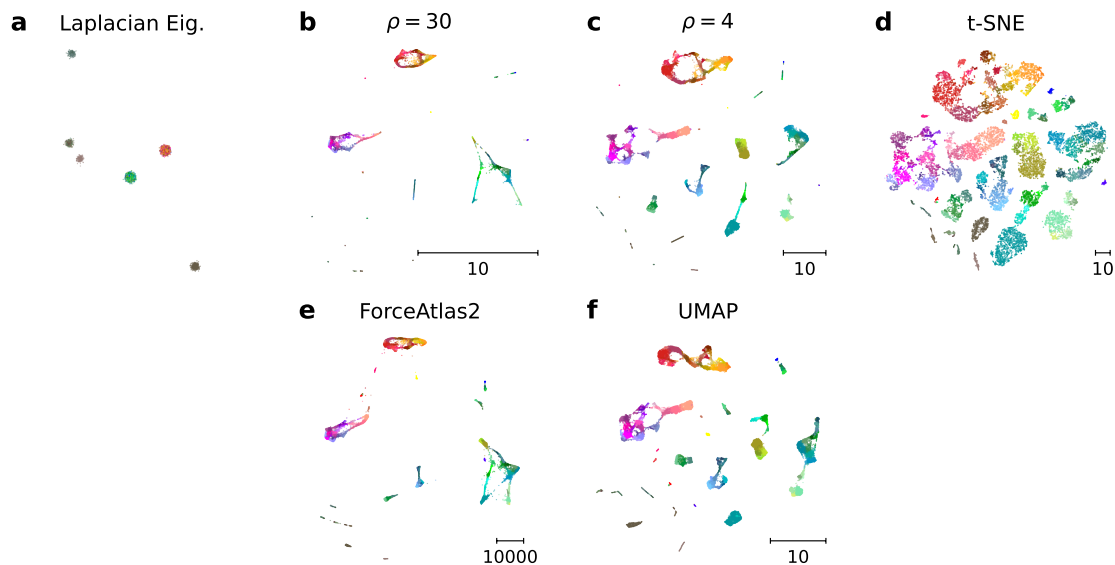 a Laplacian Eig.
b ρ = 30
c ρ = 4
d t-SNE
10
10
10
e ForceAtlas2
f UMAP
10000
10